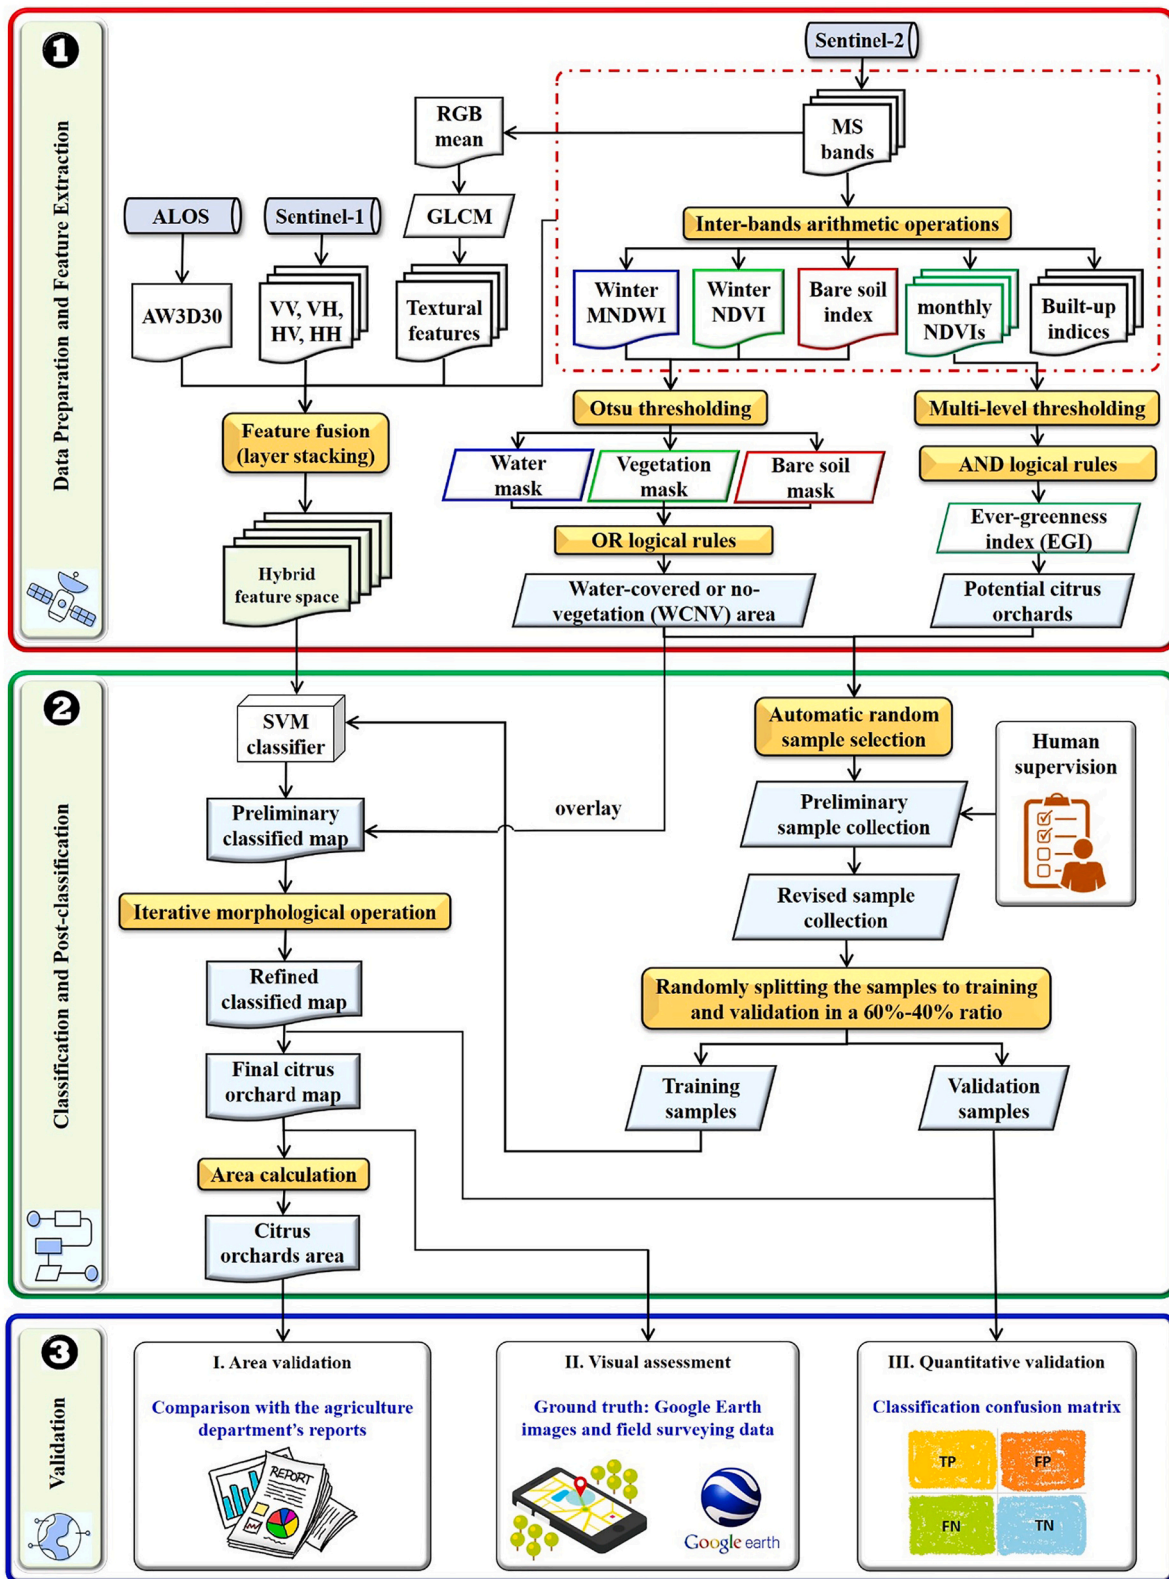 1
Data Preparation and Feature Extraction
Sentinel-2
RGB
mean
MS
bands
ALOS
Sentinel-1
GLCM
Inter-bands arithmetic operations
AW3D30
VV, VH,
HV, HH
Textural
features
Winter
MNDWI
Winter
NDVI
Bare soil
index
monthly
NDVIs
Built-up
indices
Feature fusion
(layer stacking)
Otsu thresholding
Multi-level thresholding
Water
mask
Vegetation
mask
Bare soil
mask
AND logical rules
OR logical rules
Ever-greenness
index (EGI)
Hybrid
feature space
Water-covered or no-
vegetation (WCNV) area
Potential citrus
orchards
2
Classification and Post-classification
SVM
classifier
Automatic random
sample selection
Human
supervision
Preliminary
classified map
overlay
Preliminary
sample collection
Iterative morphological operation
Revised sample
collection
Refined
classified map
Randomly splitting the samples to training
and validation in a 60%-40% ratio
Final citrus
orchard map
Training
samples
Validation
samples
Area calculation
Citrus
orchards area
3
Validation
I. Area validation
Comparison with the agriculture
department's reports
REPORT
II. Visual assessment
Ground truth: Google Earth
images and field surveying data
Google earth
III. Quantitative validation
Classification confusion matrix
TP
FP
FN
TN